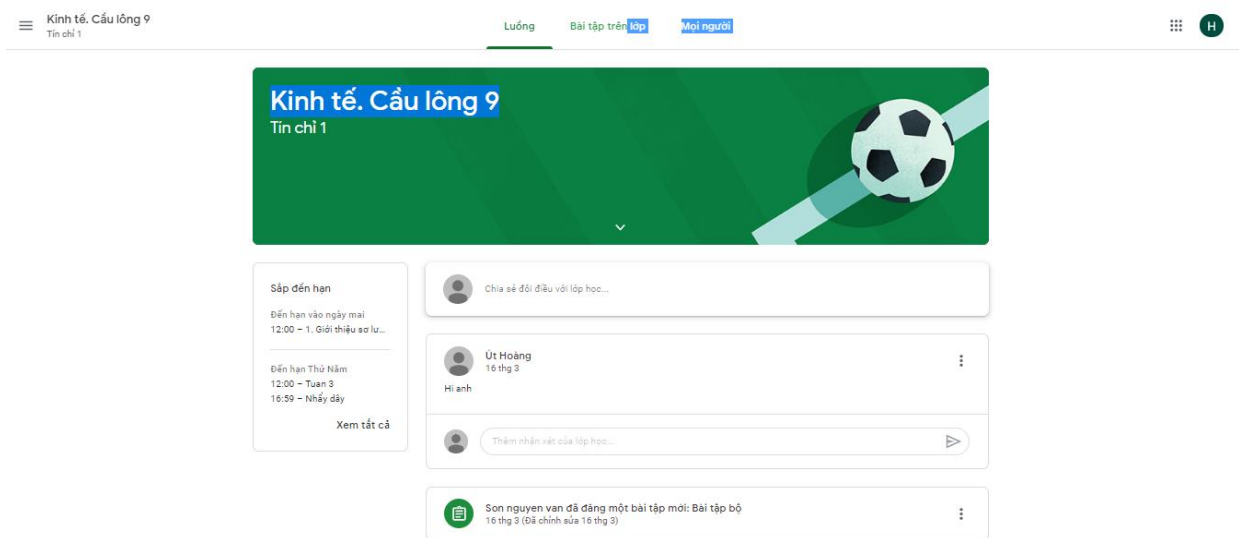 Kinh tế. Cầu lông 9
Tín chỉ 1
Luồng Bài tập trên lớp Mọi người
H
Kinh tế. Cầu lông 9
Tín chỉ 1
Sắp đến hạn
Đến hạn vào ngày mai
12:00 – 1. Giới thiệu sơ lư...
Đến hạn Thứ Năm
12:00 – Tuan 3
16:59 – Nhẩy dây
Xem tất cả
Chia sẻ đôi điều với lớp học...
Út Hoàng
16 thg 3
Hi anh
Thêm nhận xét của lớp học...
Son nguyen van đã đăng một bài tập mới: Bài tập bộ
16 thg 3 (Đã chỉnh sửa 16 thg 3)